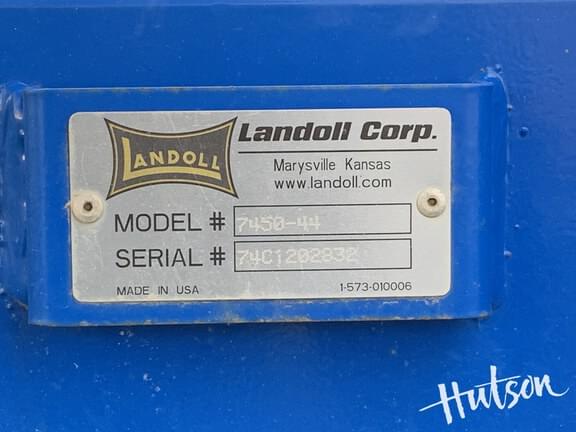 LANDOLL
Landoll Corp.
Marysville Kansas
www.landoll.com
MODEL # 7450-44
SERIAL # 74C1202832
MADE IN USA 1-573-010006
Hutson